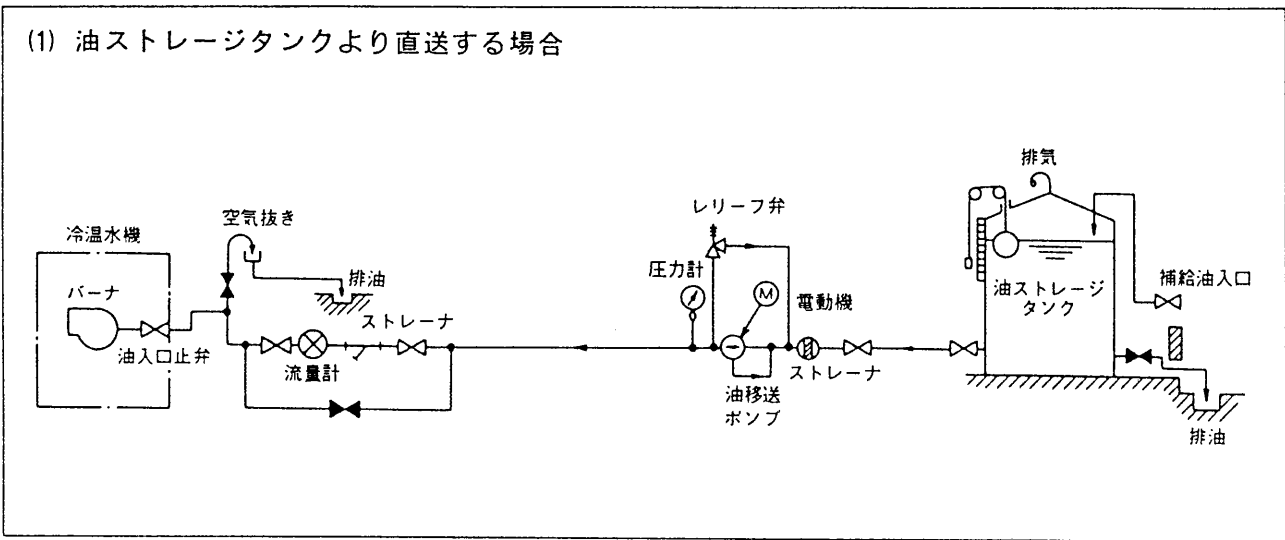 (1) 油ストレージタンクより直送する場合
排気
レリーフ弁
空気抜き
冷温水機
圧力計
排油
電動機
補給油入口
バーナ
M
油ストレージ
タンク
ストレーナ
油入口止弁
流量計
ストレーナ
油移送
ポンプ
排油